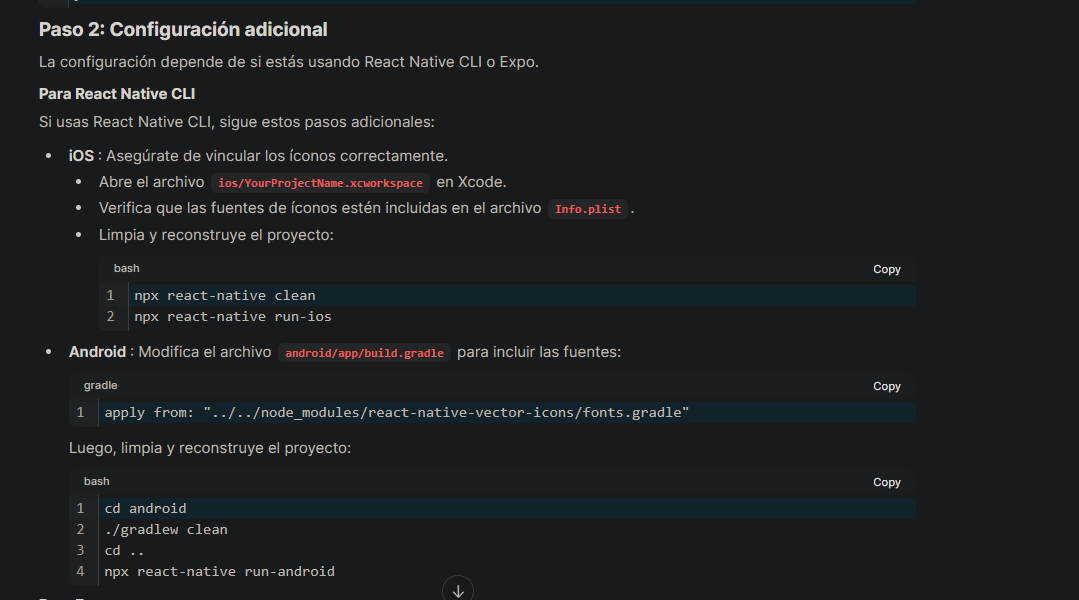 Paso 2: Configuración adicional
La configuración depende de si estás usando React Native CLI o Expo.
Para React Native CLI
Si usas React Native CLI, sigue estos pasos adicionales:
• iOS : Asegúrate de vincular los íconos correctamente.
• Abre el archivo ios/YourProjectName.xcworkspace en Xcode.
• Verifica que las fuentes de íconos estén incluidas en el archivo Info.plist .
• Limpia y reconstruye el proyecto:
bash Copy
1 npx react-native clean
2 npx react-native run-ios
• Android : Modifica el archivo android/app/build.gradle para incluir las fuentes:
gradle Copy
1 apply from: "../../node_modules/react-native-vector-icons/fonts.gradle"
Luego, limpia y reconstruye el proyecto:
bash Copy
1 cd android
2 ./gradlew clean
3 cd ..
4 npx react-native run-android